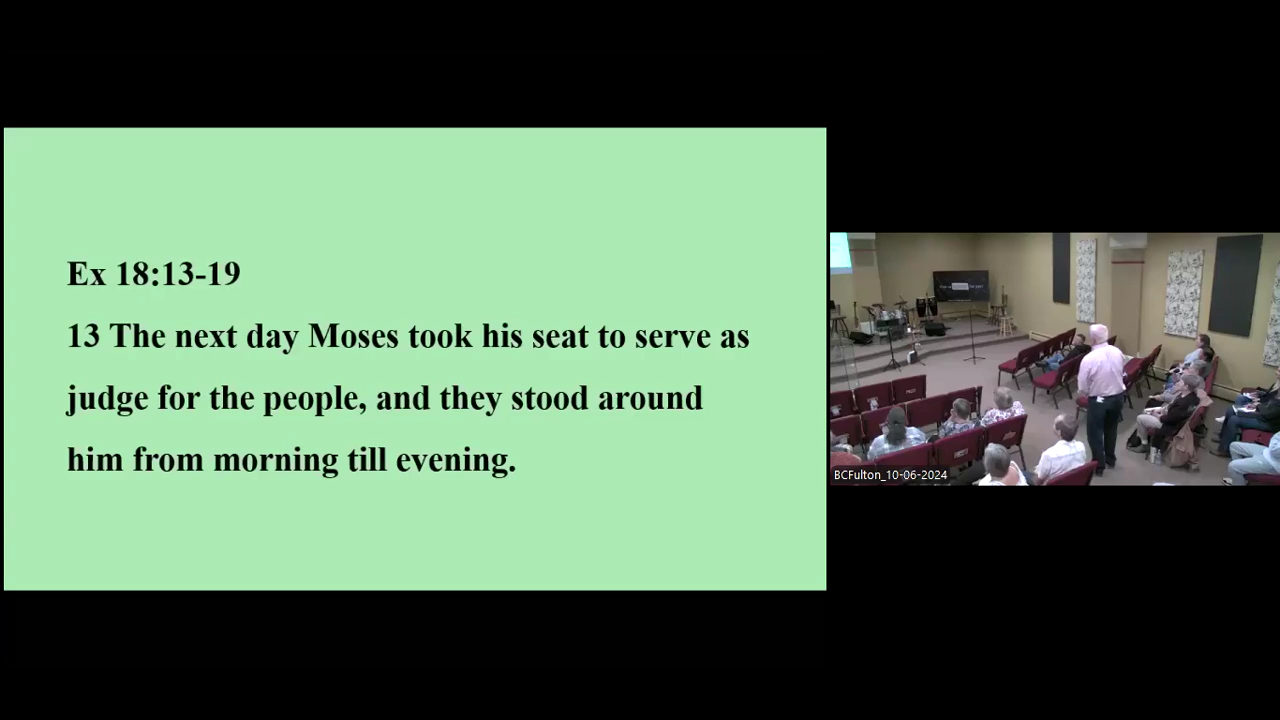 Ex 18:13-19
13 The next day Moses took his seat to serve as
judge for the people, and they stood around
him from morning till evening.
BCFulton_10-06-2024